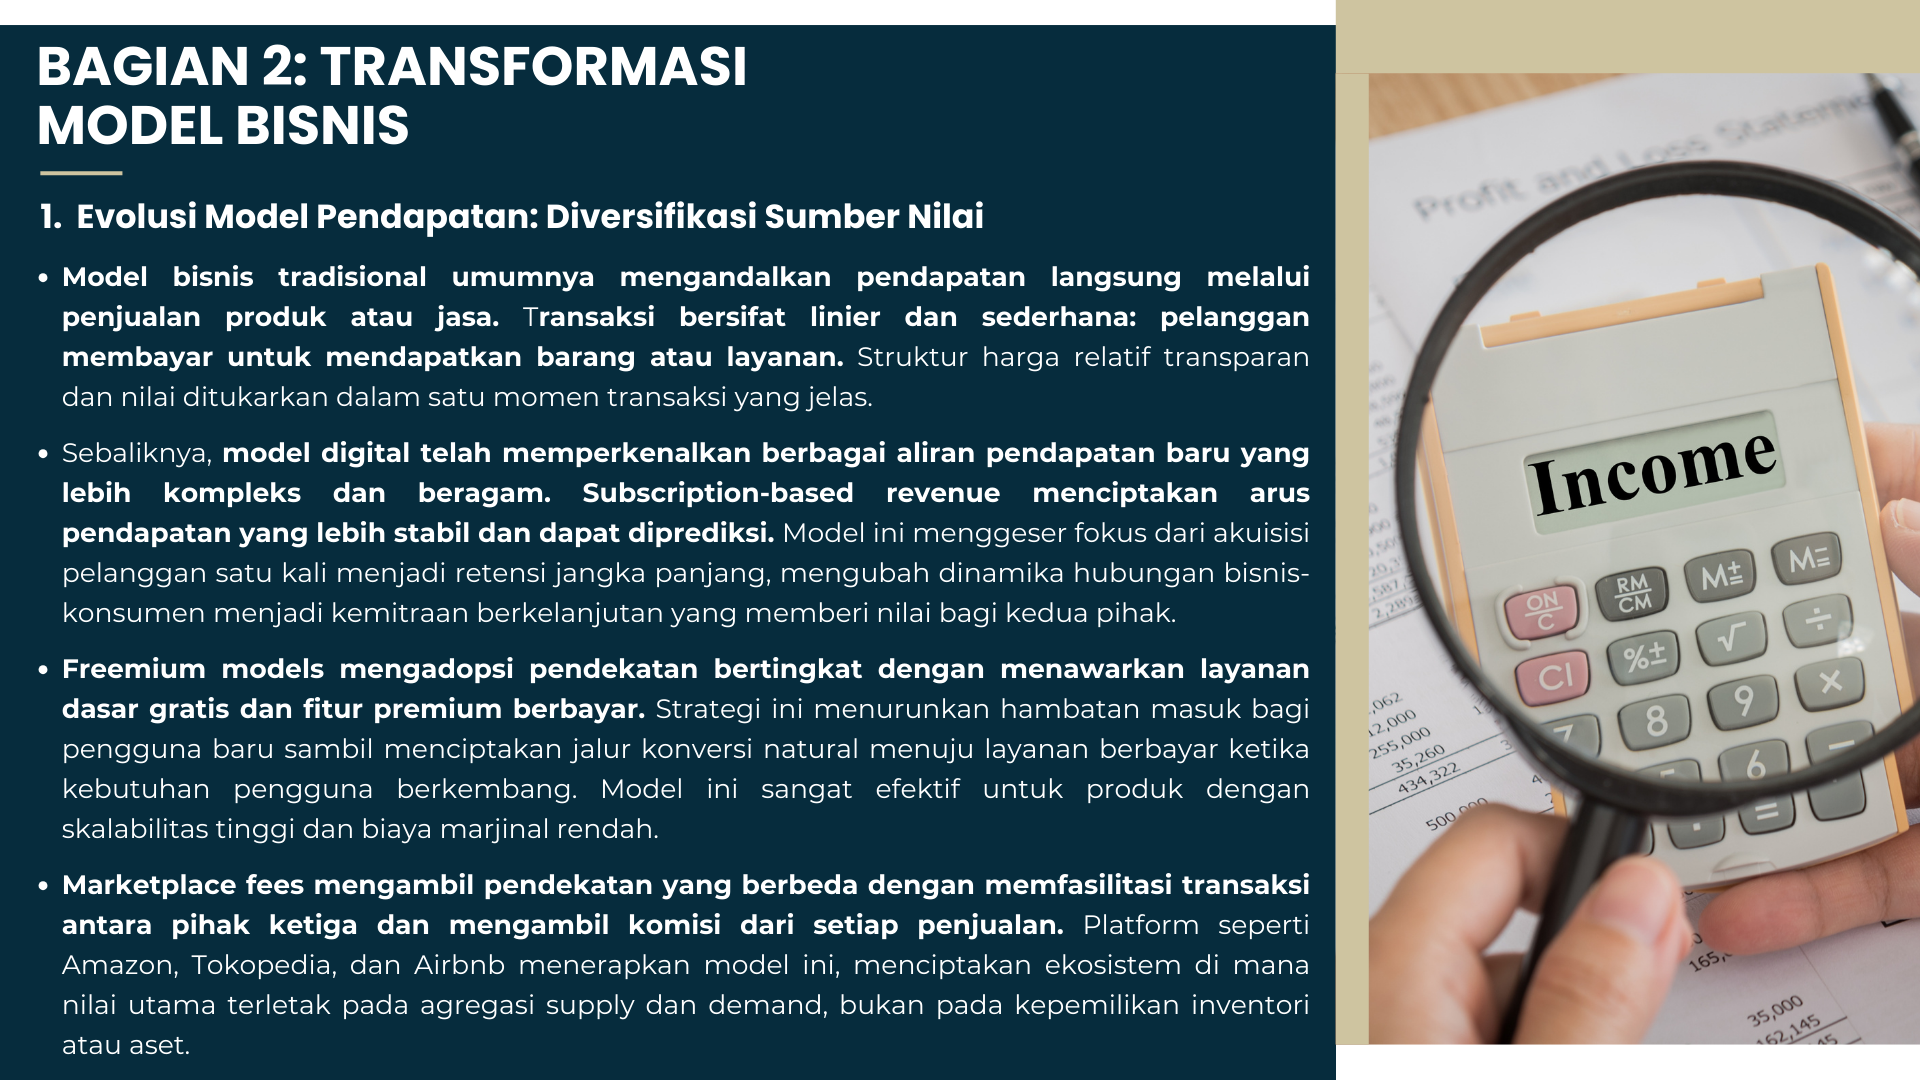 BAGIAN 2: TRANSFORMASI
MODEL BISNIS
1. Evolusi Model Pendapatan: Diversifikasi Sumber Nilai
• Model bisnis tradisional umumnya mengandalkan pendapatan langsung melalui
penjualan produk atau jasa. Transaksi bersifat linier dan sederhana: pelanggan
membayar untuk mendapatkan barang atau layanan. Struktur harga relatif transparan
dan nilai ditukarkan dalam satu momen transaksi yang jelas.
• Sebaliknya, model digital telah memperkenalkan berbagai aliran pendapatan baru yang
lebih kompleks dan beragam. Subscription-based revenue menciptakan arus
pendapatan yang lebih stabil dan dapat diprediksi. Model ini menggeser fokus dari akuisisi
pelanggan satu kali menjadi retensi jangka panjang, mengubah dinamika hubungan bisnis-
konsumen menjadi kemitraan berkelanjutan yang memberi nilai bagi kedua pihak.
• Freemium models mengadopsi pendekatan bertingkat dengan menawarkan layanan
dasar gratis dan fitur premium berbayar. Strategi ini menurunkan hambatan masuk bagi
pengguna baru sambil menciptakan jalur konversi natural menuju layanan berbayar ketika
kebutuhan pengguna berkembang. Model ini sangat efektif untuk produk dengan
skalabilitas tinggi dan biaya marjinal rendah.
• Marketplace fees mengambil pendekatan yang berbeda dengan memfasilitasi transaksi
antara pihak ketiga dan mengambil komisi dari setiap penjualan. Platform seperti
Amazon, Tokopedia, dan Airbnb menerapkan model ini, menciptakan ekosistem di mana
nilai utama terletak pada agregasi supply dan demand, bukan pada kepemilikan inventori
atau aset.
Profit and Loss Statement
Income
ON/C RM/CM M± M=
CI %± √ ÷
7 8 9 ×
6 −
=
12,000
255,000
35,260
434,322
35,000
162,145